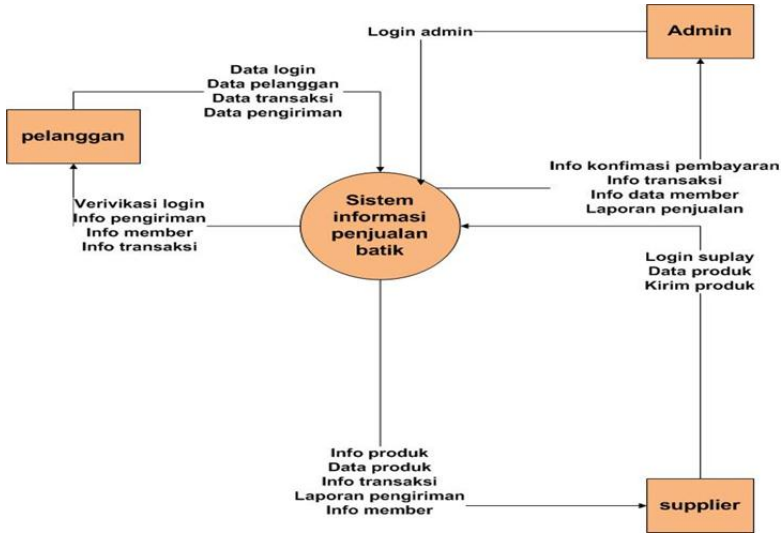 Login admin
Admin
Data login
Data pelanggan
Data transaksi
Data pengiriman
pelanggan
Verivikasi login
Info pengiriman
Info member
Info transaksi
Sistem
informasi
penjualan
batik
Info konfimasi pembayaran
Info transaksi
Info data member
Laporan penjualan
Login suplay
Data produk
Kirim produk
Info produk
Data produk
Info transaksi
Laporan pengiriman
Info member
supplier